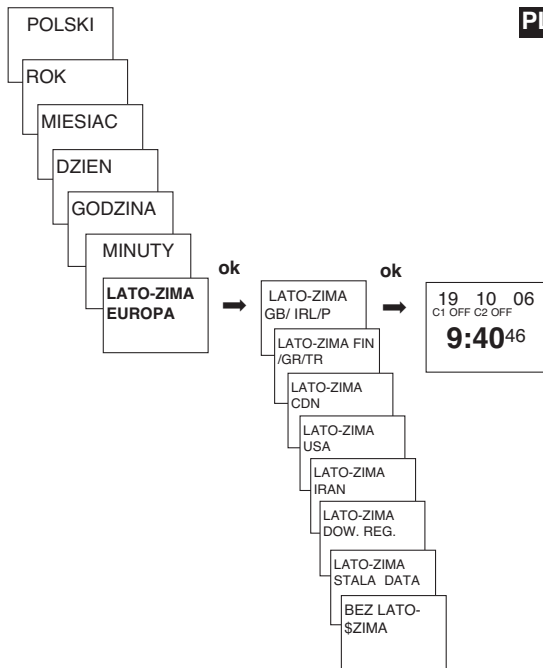 PL
POLSKI
ROK
MIESIAC
DZIEN
GODZINA
MINUTY
LATO-ZIMA
EUROPA
ok
LATO-ZIMA
GB/ IRL/P
LATO-ZIMA FIN
/GR/TR
LATO-ZIMA
CDN
LATO-ZIMA
USA
LATO-ZIMA
IRAN
LATO-ZIMA
DOW. REG.
LATO-ZIMA
STALA DATA
BEZ LATO-
$ZIMA
ok
19 10 06
C1 OFF C2 OFF
9:40 46